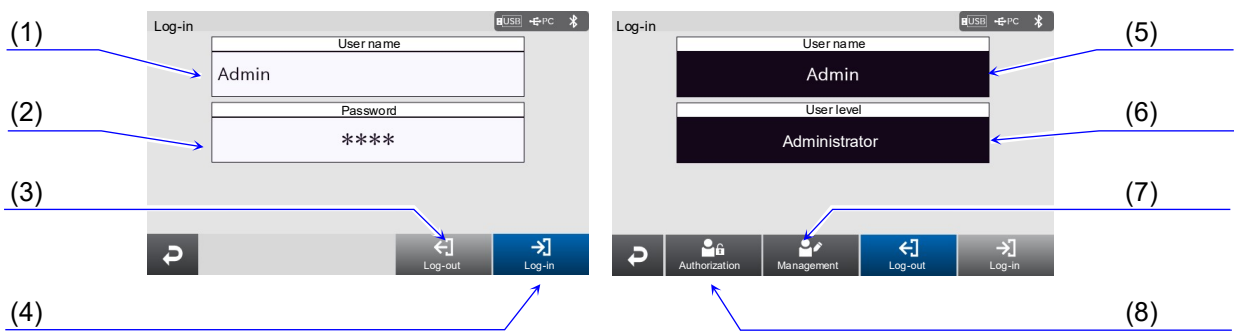 (1)
(2)
(3)
(4)
Log-in
USB PC
User name
Admin
Password
****
Log-out
Log-in
Log-in
USB PC
User name
Admin
User level
Administrator
Authorization
Management
Log-out
Log-in
(5)
(6)
(7)
(8)